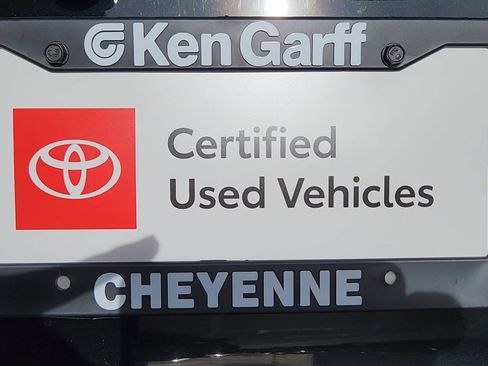 Ken Garff
Certified
Used Vehicles
CHEYENNE